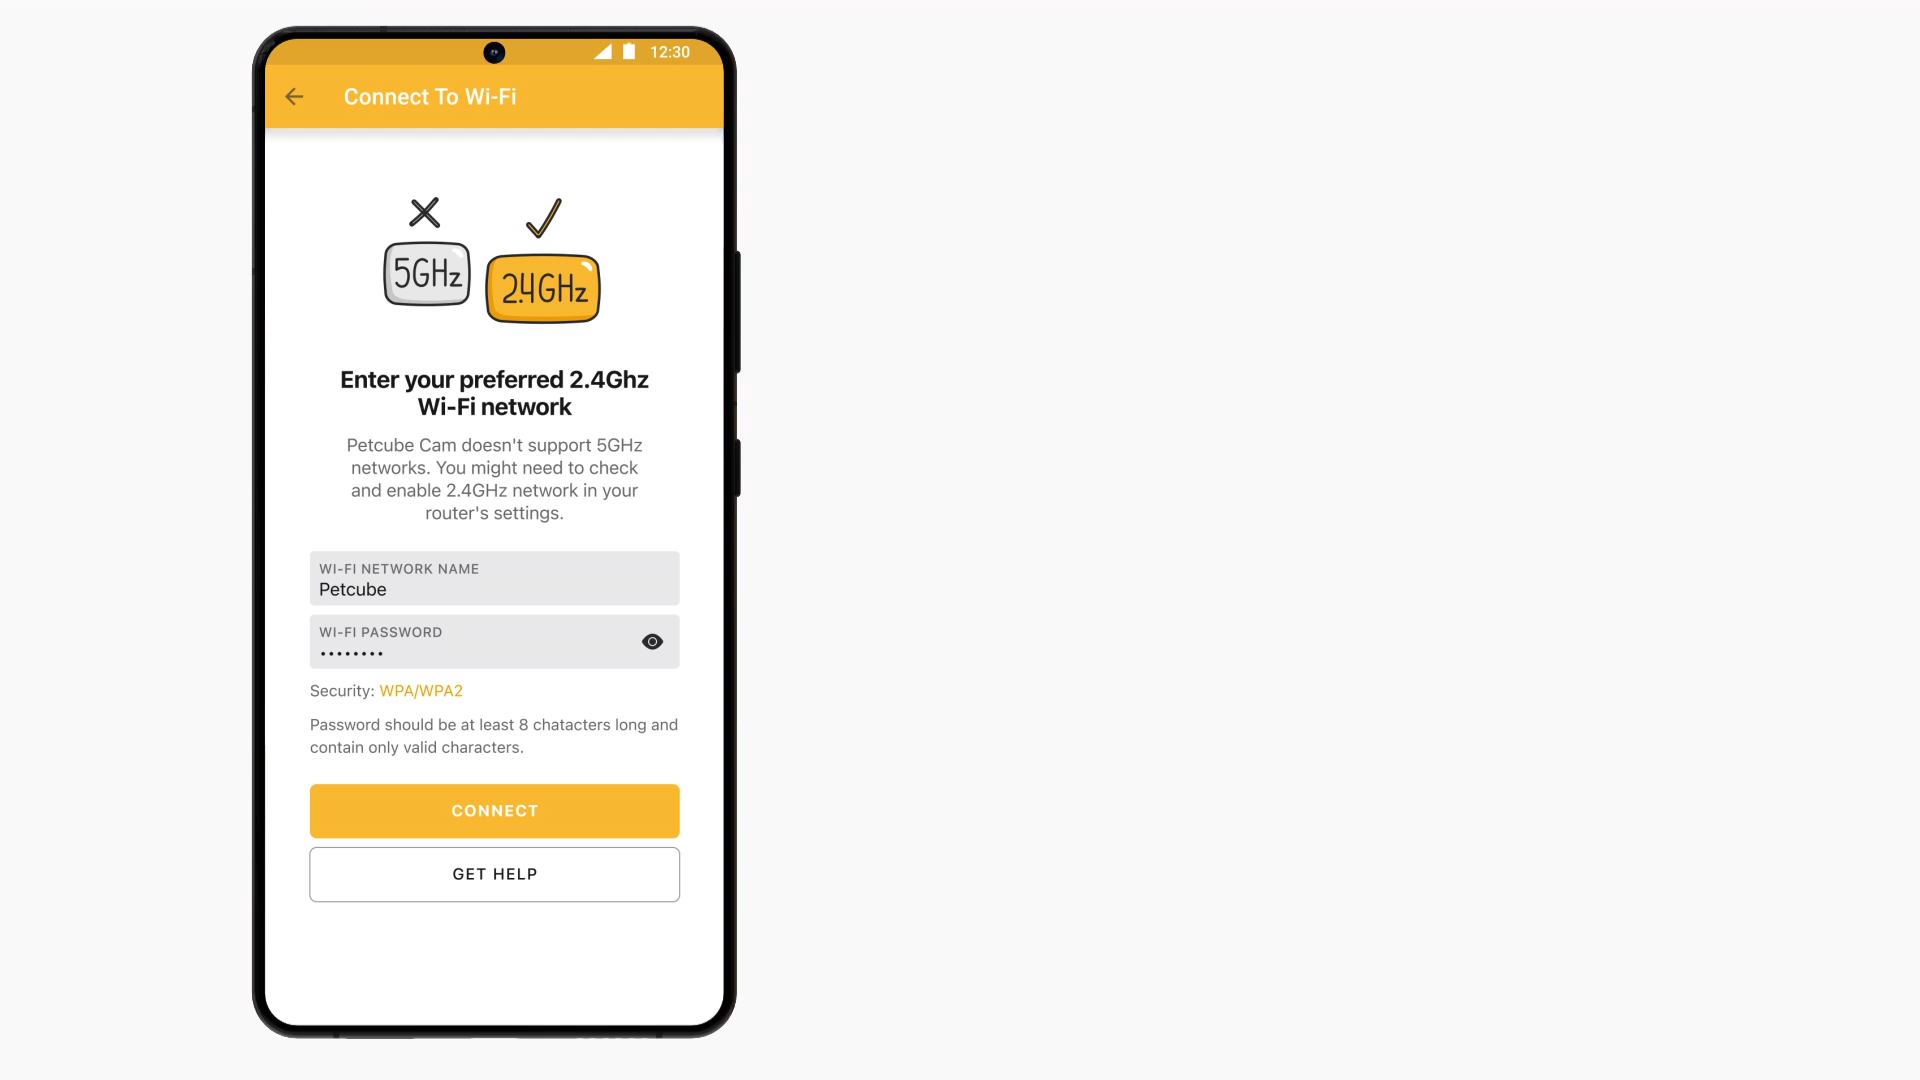 12:30
Connect To Wi-Fi
5GHz
2.4GHz
Enter your preferred 2.4Ghz
Wi-Fi network
Petcube Cam doesn't support 5GHz
networks. You might need to check
and enable 2.4GHz network in your
router's settings.
WI-FI NETWORK NAME
Petcube
WI-FI PASSWORD
••••••••
Security: WPA/WPA2
Password should be at least 8 chatacters long and
contain only valid characters.
CONNECT
GET HELP